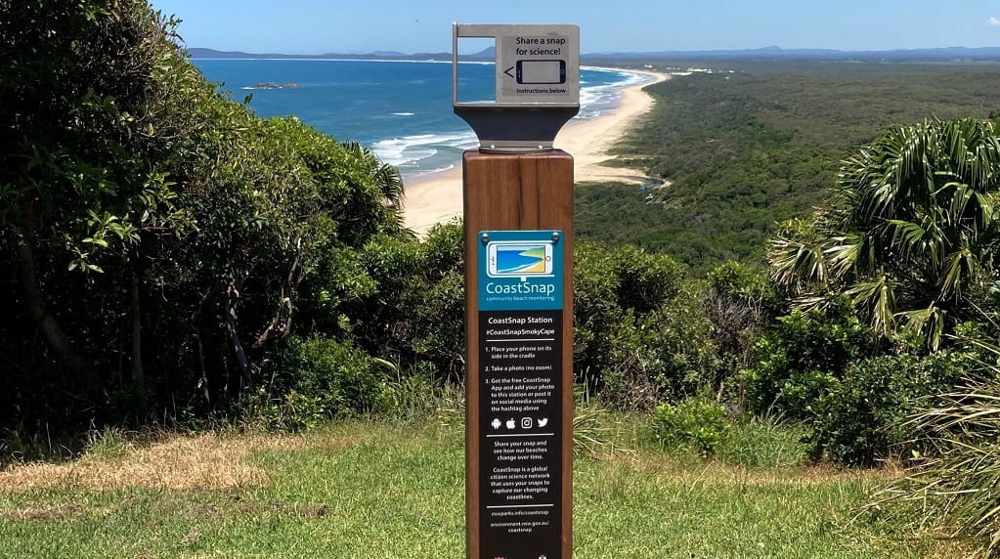 Share a snap
for science!
Instructions below
CoastSnap
community beach monitoring
CoastSnap Station
#CoastSnapSmokyCape
1. Place your phone on its
side in the cradle
2. Take a photo (no zoom)
3. Get the free CoastSnap
App and add your photo
to this station or post it
on social media using
the hashtag above
Share your snap and
see how our beaches
change over time.
CoastSnap is a global
citizen science network
that uses your snaps to
capture our changing
coastlines.
nswparks.info/coastsnap
environment.nsw.gov.au/
coastsnap